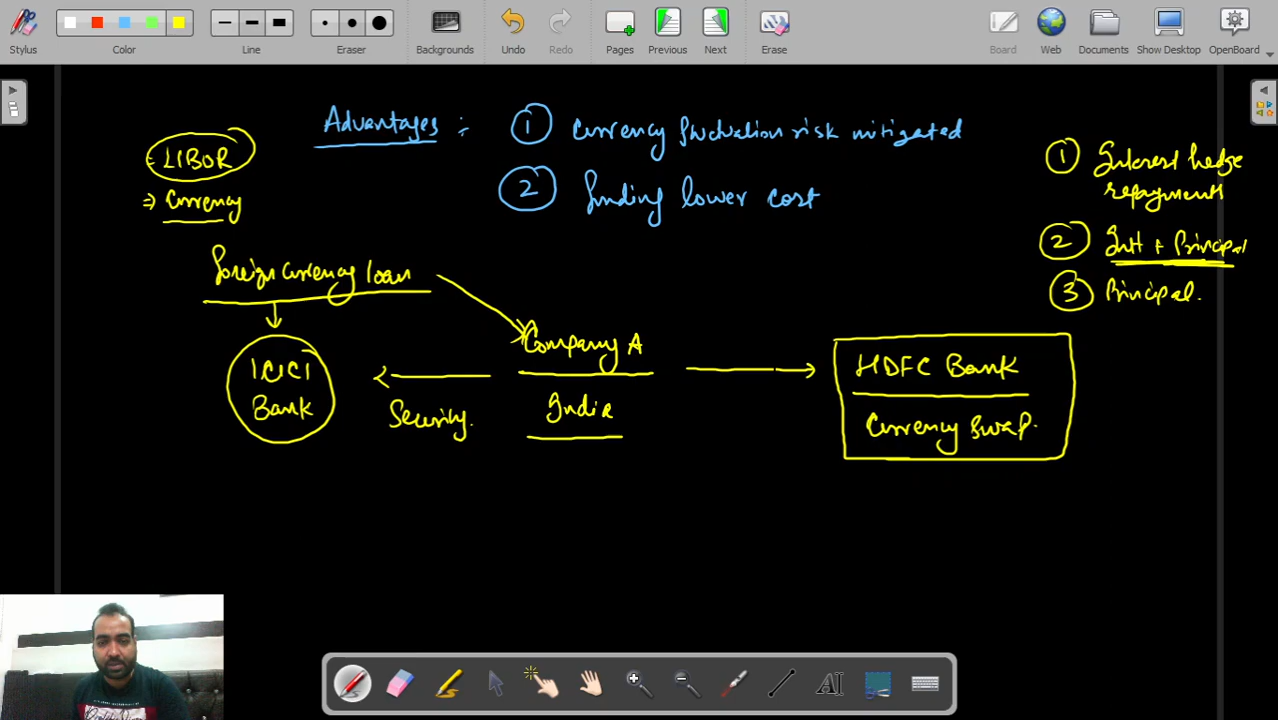 Stylus
Color
Line
Eraser
Backgrounds
Undo
Redo
Pages
Previous
Next
Erase
Board
Web
Documents
Show Desktop
OpenBoard
Advantages :
1 Currency fluctuation risk mitigated
2 funding lower cost
LIBOR
⇒ Currency
1 Interest hedge
repayments
2 Intt + Principal
3 Principal.
foreign currency loan
ICICI
Bank
Security.
Company A
India
HDFC Bank
Currency Swap.